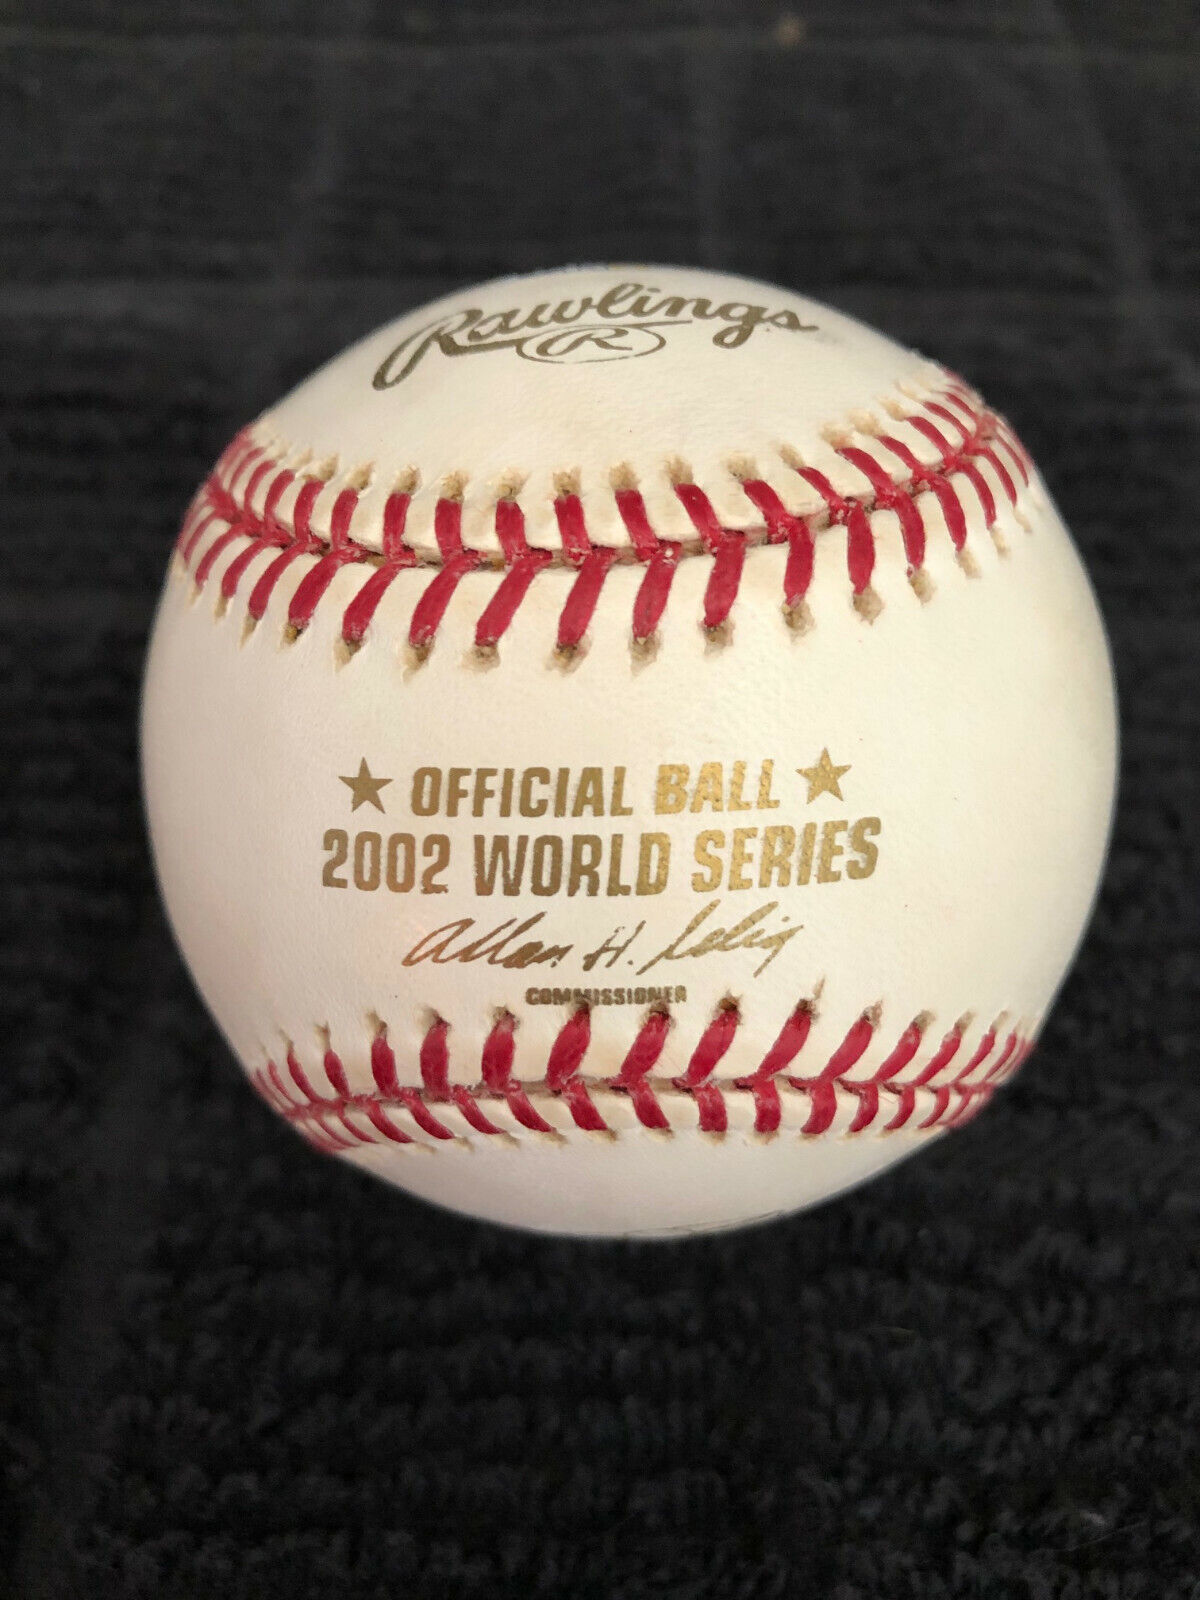 Rawlings
R
★ OFFICIAL BALL ★
2002 WORLD SERIES
Allan H. Selig
COMMISSIONER